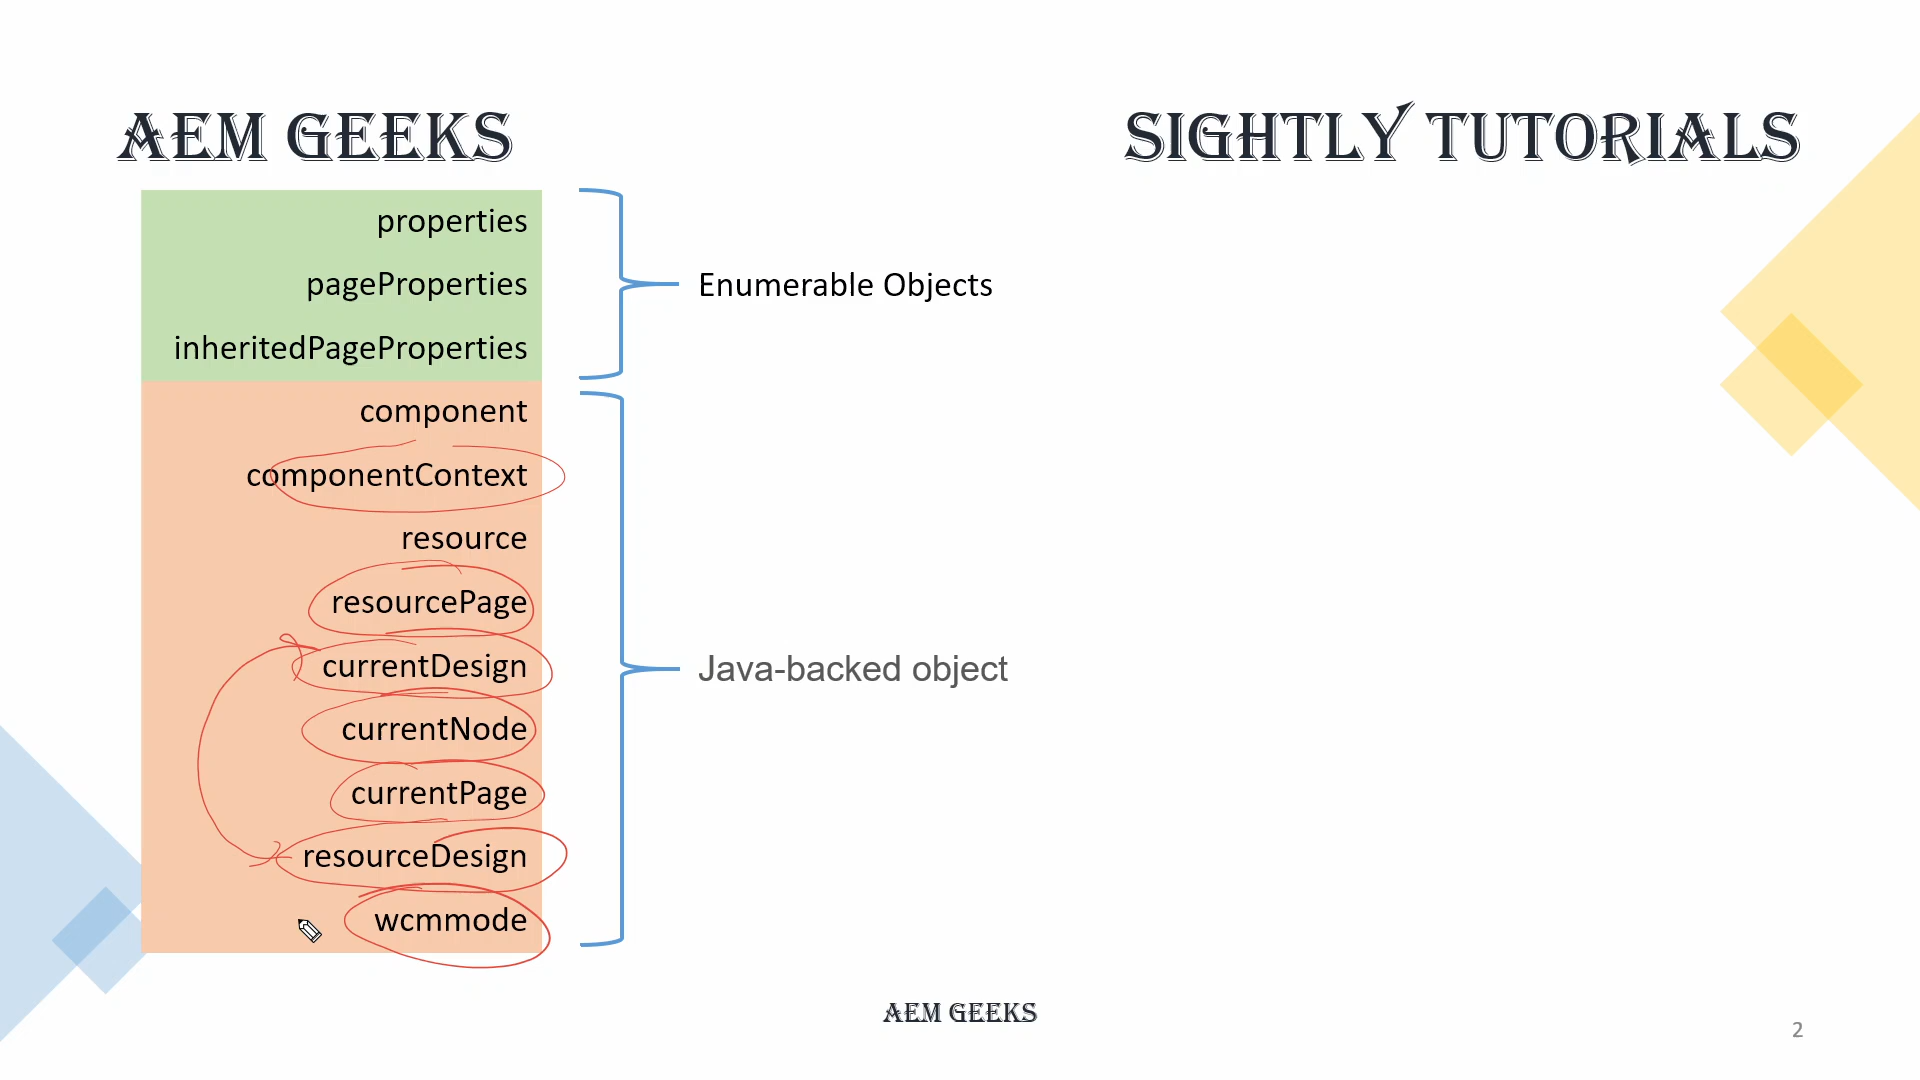 AEM GEEKS
SIGHTLY TUTORIALS
properties
pageProperties
inheritedPageProperties
Enumerable Objects
component
componentContext
resource
resourcePage
currentDesign
currentNode
currentPage
resourceDesign
wcmmode
Java-backed object
AEM GEEKS
2